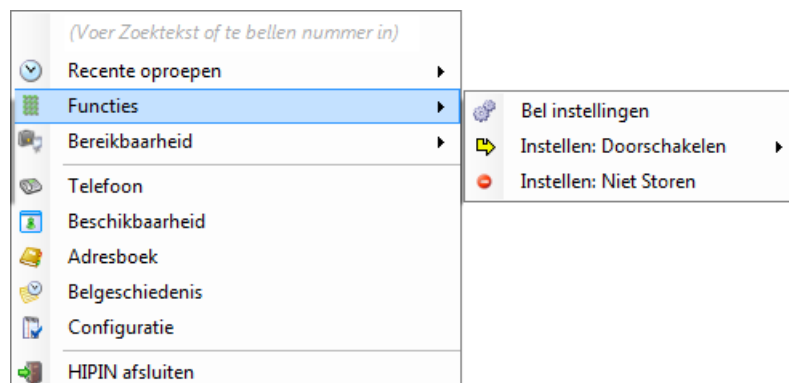 (Voer Zoektekst of te bellen nummer in)
Recente oproepen
Functies
Bereikbaarheid
Telefoon
Beschikbaarheid
Adresboek
Belgeschiedenis
Configuratie
HIPIN afsluiten
Bel instellingen
Instellen: Doorschakelen
Instellen: Niet Storen